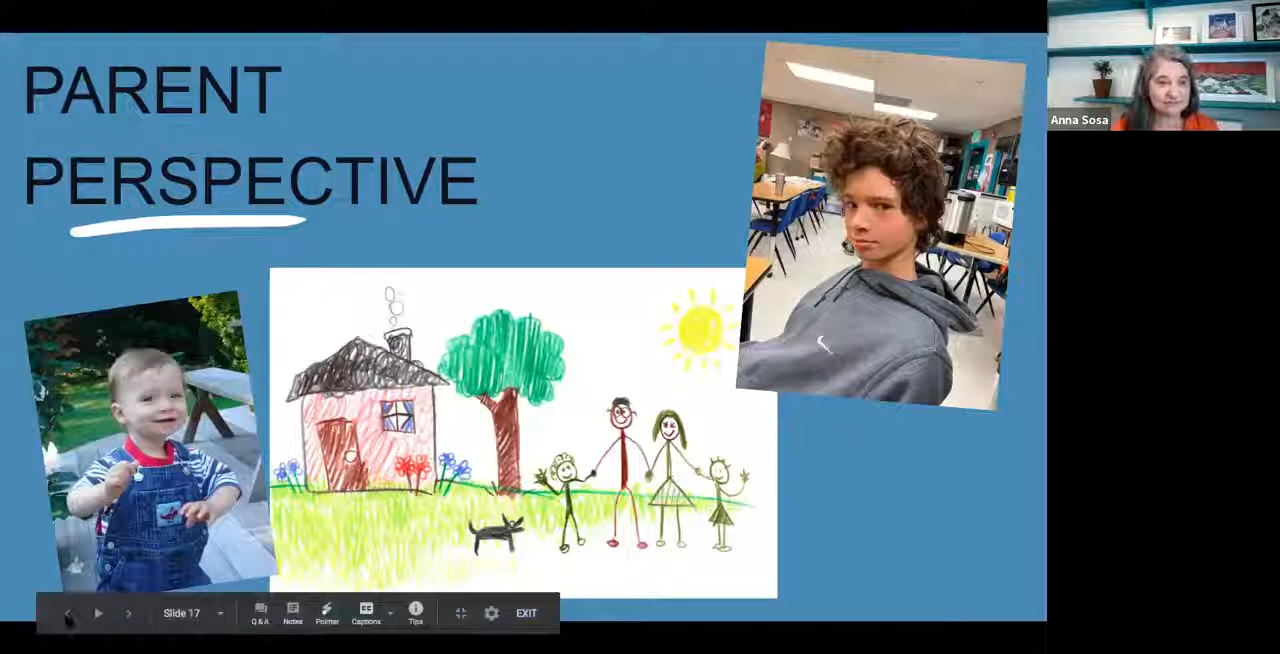 PARENT
PERSPECTIVE
Anna Sosa
Slide 17
Q & A
Notes
Pointer
Captions
Tips
EXIT